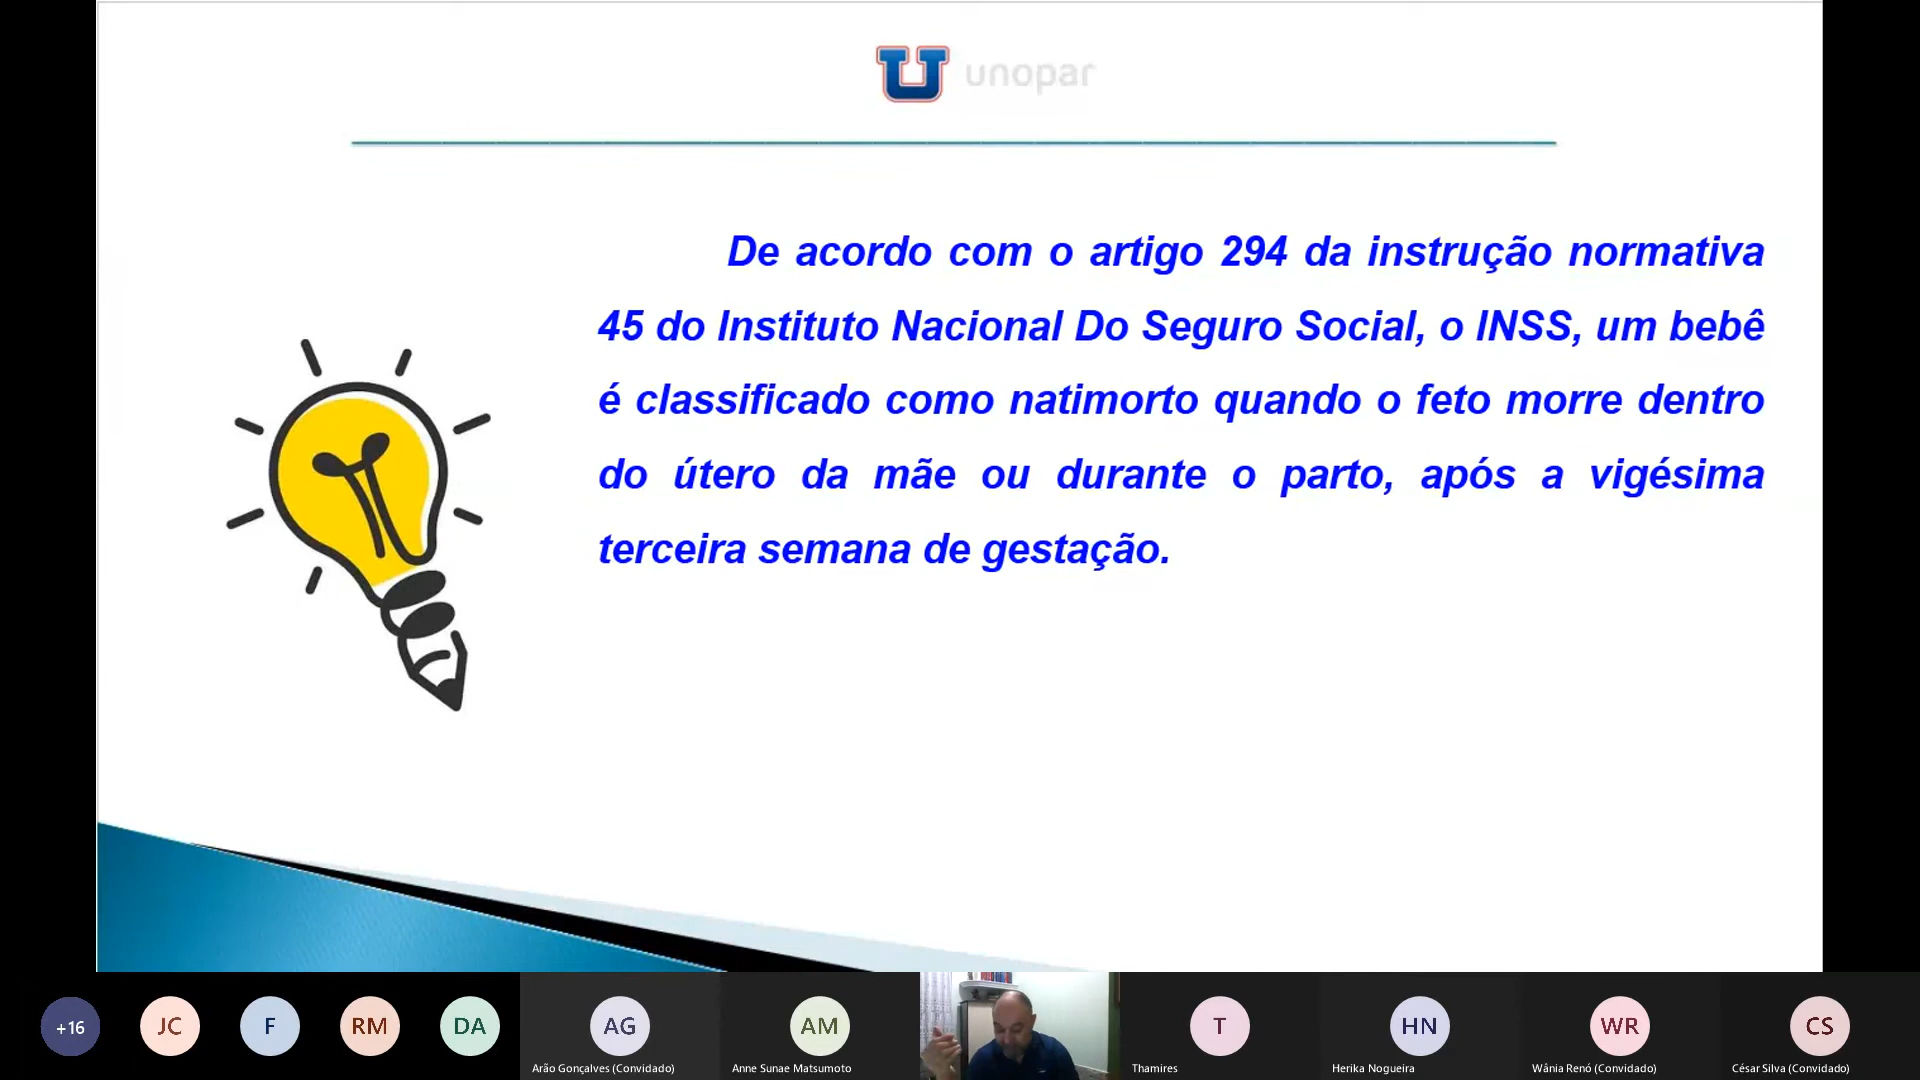 unopar
De acordo com o artigo 294 da instrução normativa
45 do Instituto Nacional Do Seguro Social, o INSS, um bebê
é classificado como natimorto quando o feto morre dentro
do útero da mãe ou durante o parto, após a vigésima
terceira semana de gestação.
+16 JC F RM DA AG AM T HN WR CS
Arão Gonçalves (Convidado) Anne Sunae Matsumoto Thamires Herika Nogueira Wânia Renó (Convidado) César Silva (Convidado)